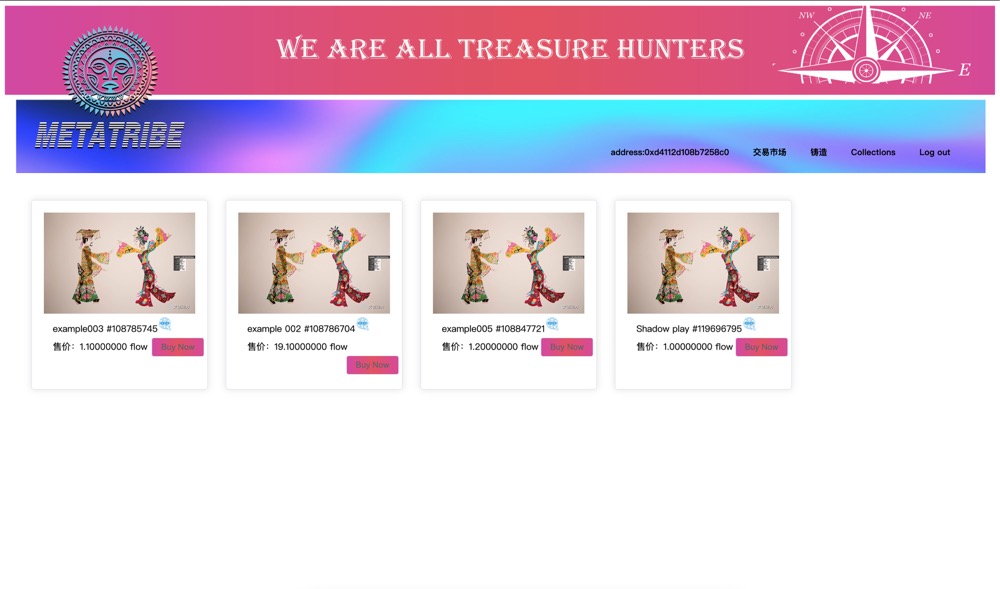 WE ARE ALL TREASURE HUNTERS
NW
NE
E
METATRIBE
address:0xd4112d108b7258c0 交易市场 铸造 Collections Log out
example003 #108785745
售价：1.10000000 flow Buy Now
example 002 #108786704
售价：19.10000000 flow
Buy Now
example005 #108847721
售价：1.20000000 flow Buy Now
Shadow play #119696795
售价：1.00000000 flow Buy Now